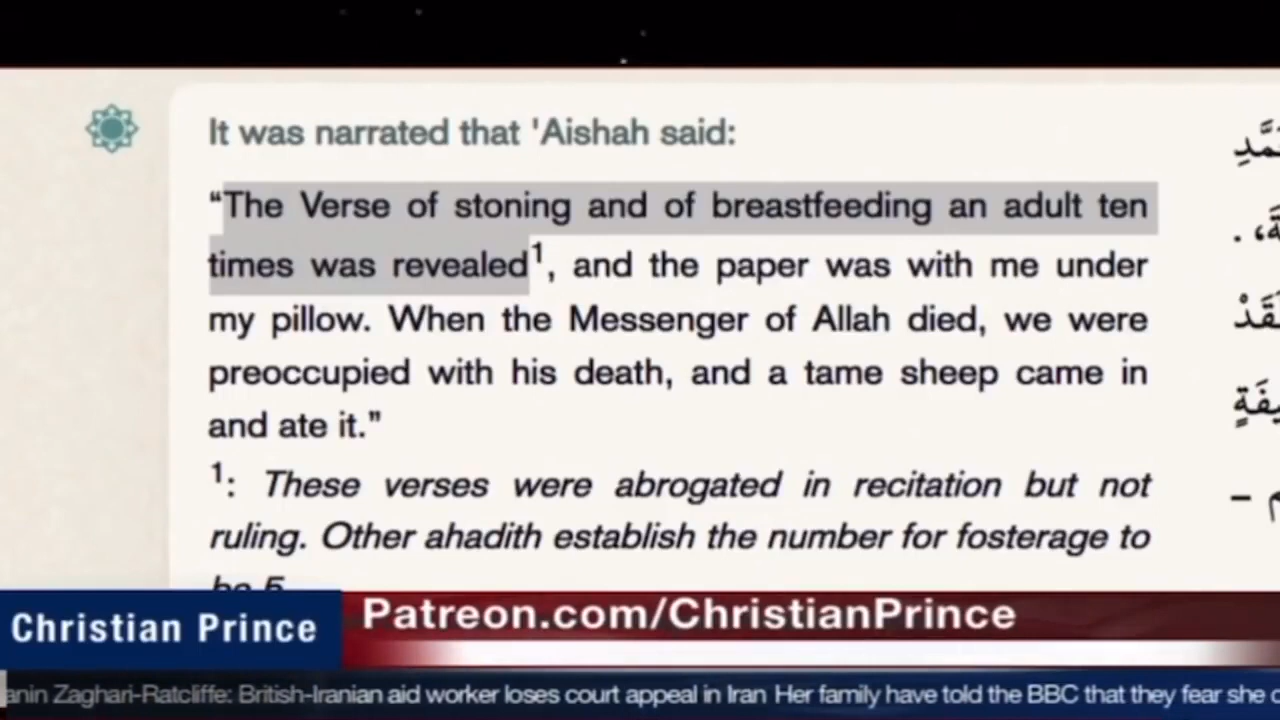 It was narrated that 'Aishah said:
“The Verse of stoning and of breastfeeding an adult ten
times was revealed¹, and the paper was with me under
my pillow. When the Messenger of Allah died, we were
preoccupied with his death, and a tame sheep came in
and ate it.”
¹: These verses were abrogated in recitation but not
ruling. Other ahadith establish the number for fosterage to
be 5
Christian Prince
Patreon.com/ChristianPrince
anin Zaghari-Ratcliffe: British-Iranian aid worker loses court appeal in Iran Her family have told the BBC that they fear she